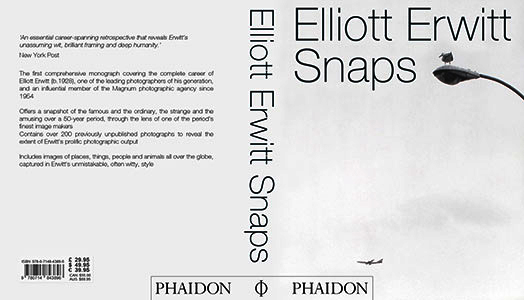 'An essential career-spanning retrospective that reveals Erwitt's
unassuming wit, brilliant framing and deep humanity.'
New York Post
The first comprehensive monograph covering the complete career of
Elliott Erwitt (b.1928), one of the leading photographers of his generation,
and an influential member of the Magnum photographic agency since
1954
Offers a snapshot of the famous and the ordinary, the strange and the
amusing over a 50-year period, through the lens of one of the period's
finest image makers
Contains over 200 previously unpublished photographs to reveal the
extent of Erwitt's prolific photographic output
Includes images of places, things, people and animals all over the globe,
captured in Erwitt's unmistakable, often witty, style
£ 29.95
$ 49.95
€ 39.95
Elliott Erwitt Snaps
Elliott Erwitt
Snaps
PHAIDON
PHAIDON